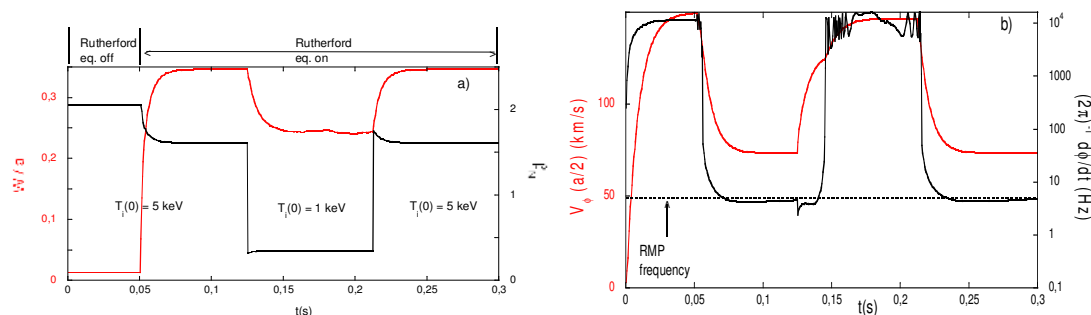 Rutherford
eq. off
Rutherford
eq. on
a)
W / a
0,3
0,2
0,1
0
2
1
0
T_i(0) = 5 keV
T_i(0) = 1 keV
T_i(0) = 5 keV
0
0,05
0,1
0,15
0,2
0,25
0,3
t(s)
b)
V_ϕ (a/2) (km/s)
100
50
0
10⁴
1000
100
10
1
0,1
(2π)⁻¹ dϕ/dt (Hz)
RMP
frequency
0
0,05
0,1
0,15
0,2
0,25
0,3
t(s)